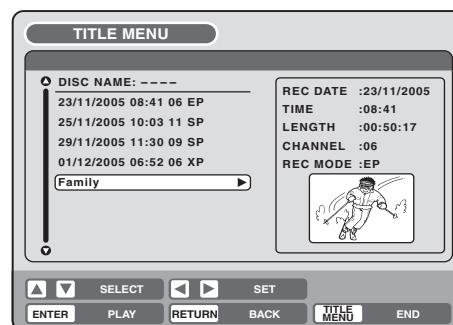 TITLE MENU
DISC NAME: – – – –
23/11/2005 08:41 06 EP
25/11/2005 10:03 11 SP
29/11/2005 11:30 09 SP
01/12/2005 06:52 06 XP
Family
REC DATE :23/11/2005
TIME :08:41
LENGTH :00:50:17
CHANNEL :06
REC MODE :EP
SELECT SET
ENTER PLAY RETURN BACK TITLE MENU END